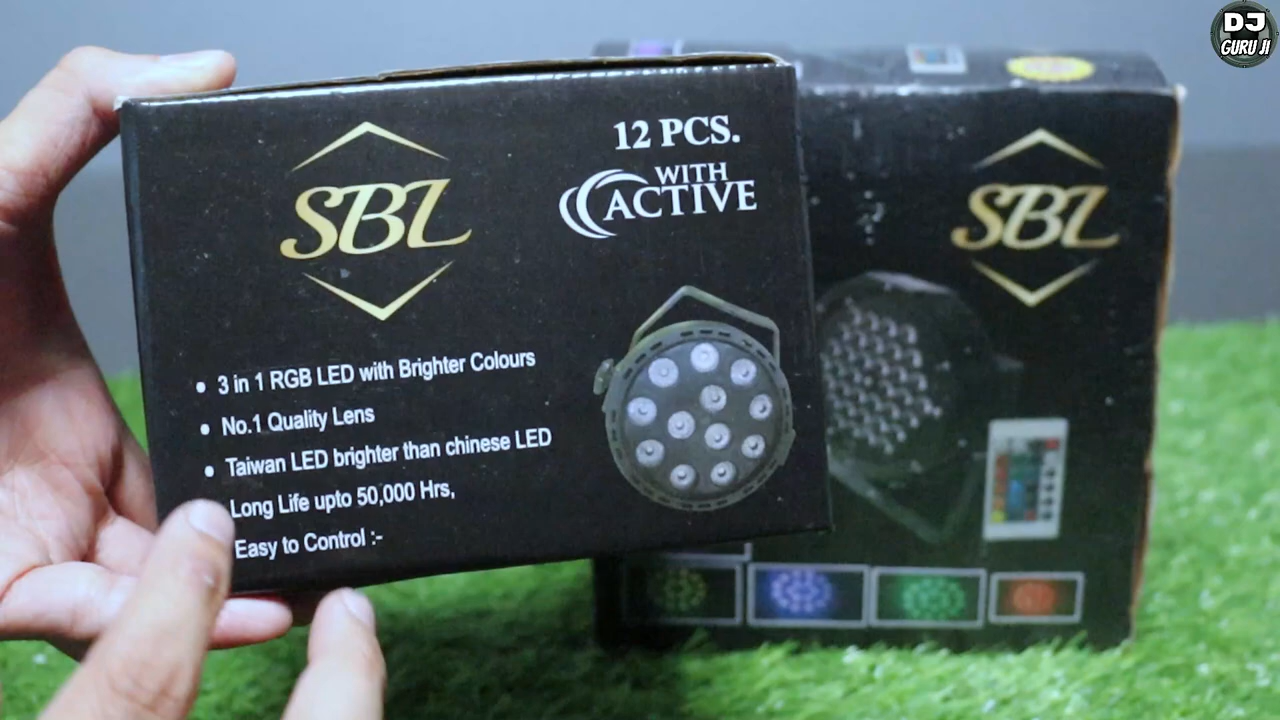 DJ
GURU JI
SBL
12 PCS.
WITH
ACTIVE
3 in 1 RGB LED with Brighter Colours
No.1 Quality Lens
Taiwan LED brighter than chinese LED
Long Life upto 50,000 Hrs,
Easy to Control :-
SBL